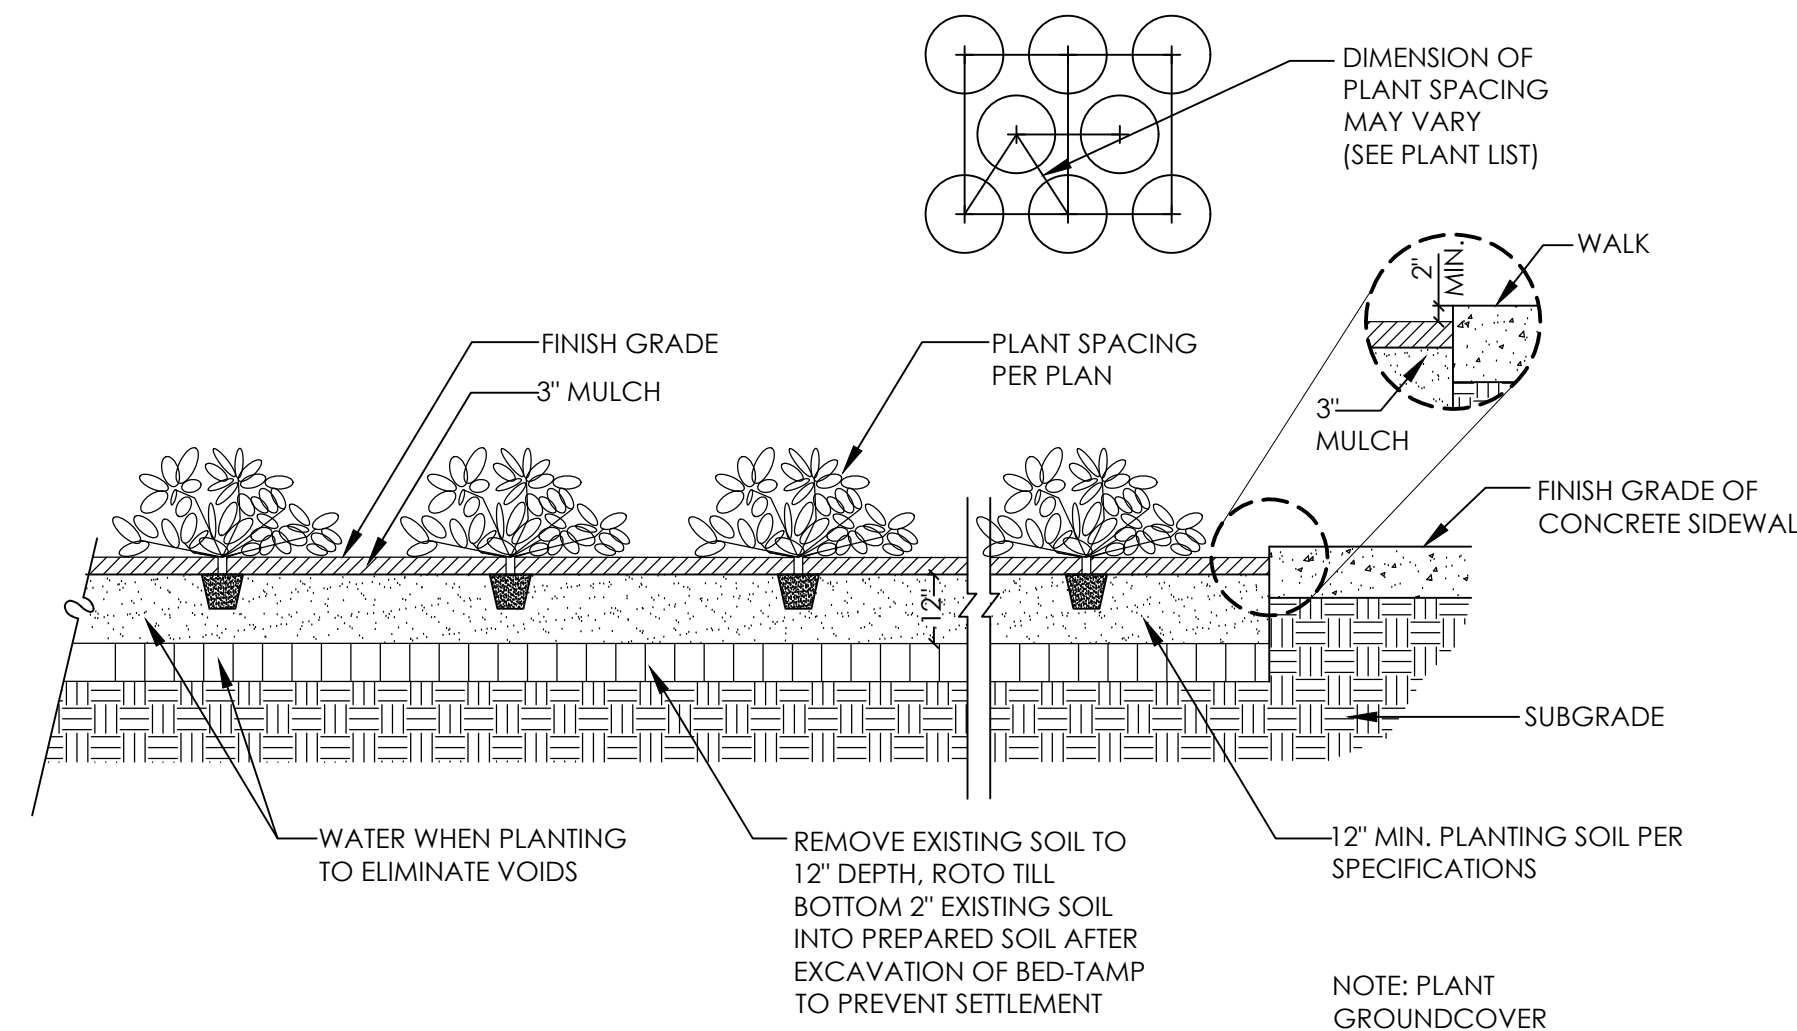 DIMENSION OF
PLANT SPACING
MAY VARY
(SEE PLANT LIST)
WALK
2"
MIN.
3"
MULCH
FINISH GRADE
3" MULCH
PLANT SPACING
PER PLAN
FINISH GRADE OF
CONCRETE SIDEWAL
12"
SUBGRADE
WATER WHEN PLANTING
TO ELIMINATE VOIDS
REMOVE EXISTING SOIL TO
12" DEPTH, ROTO TILL
BOTTOM 2" EXISTING SOIL
INTO PREPARED SOIL AFTER
EXCAVATION OF BED-TAMP
TO PREVENT SETTLEMENT
12" MIN. PLANTING SOIL PER
SPECIFICATIONS
NOTE: PLANT
GROUNDCOVER